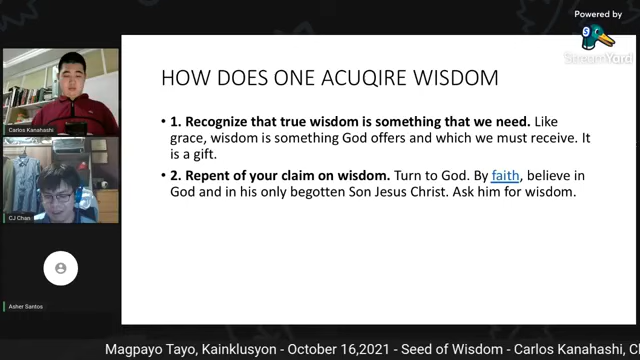 Powered by
StreamYard
HOW DOES ONE ACUQIRE WISDOM
• 1. Recognize that true wisdom is something that we need. Like
grace, wisdom is something God offers and which we must receive. It
is a gift.
• 2. Repent of your claim on wisdom. Turn to God. By faith, believe in
God and in his only begotten Son Jesus Christ. Ask him for wisdom.
Carlos Kanahashi
CJ Chan
Asher Santos
Magpayo Tayo, Kainklusyon - October 16,2021 - Seed of Wisdom - Carlos Kanahashi, C